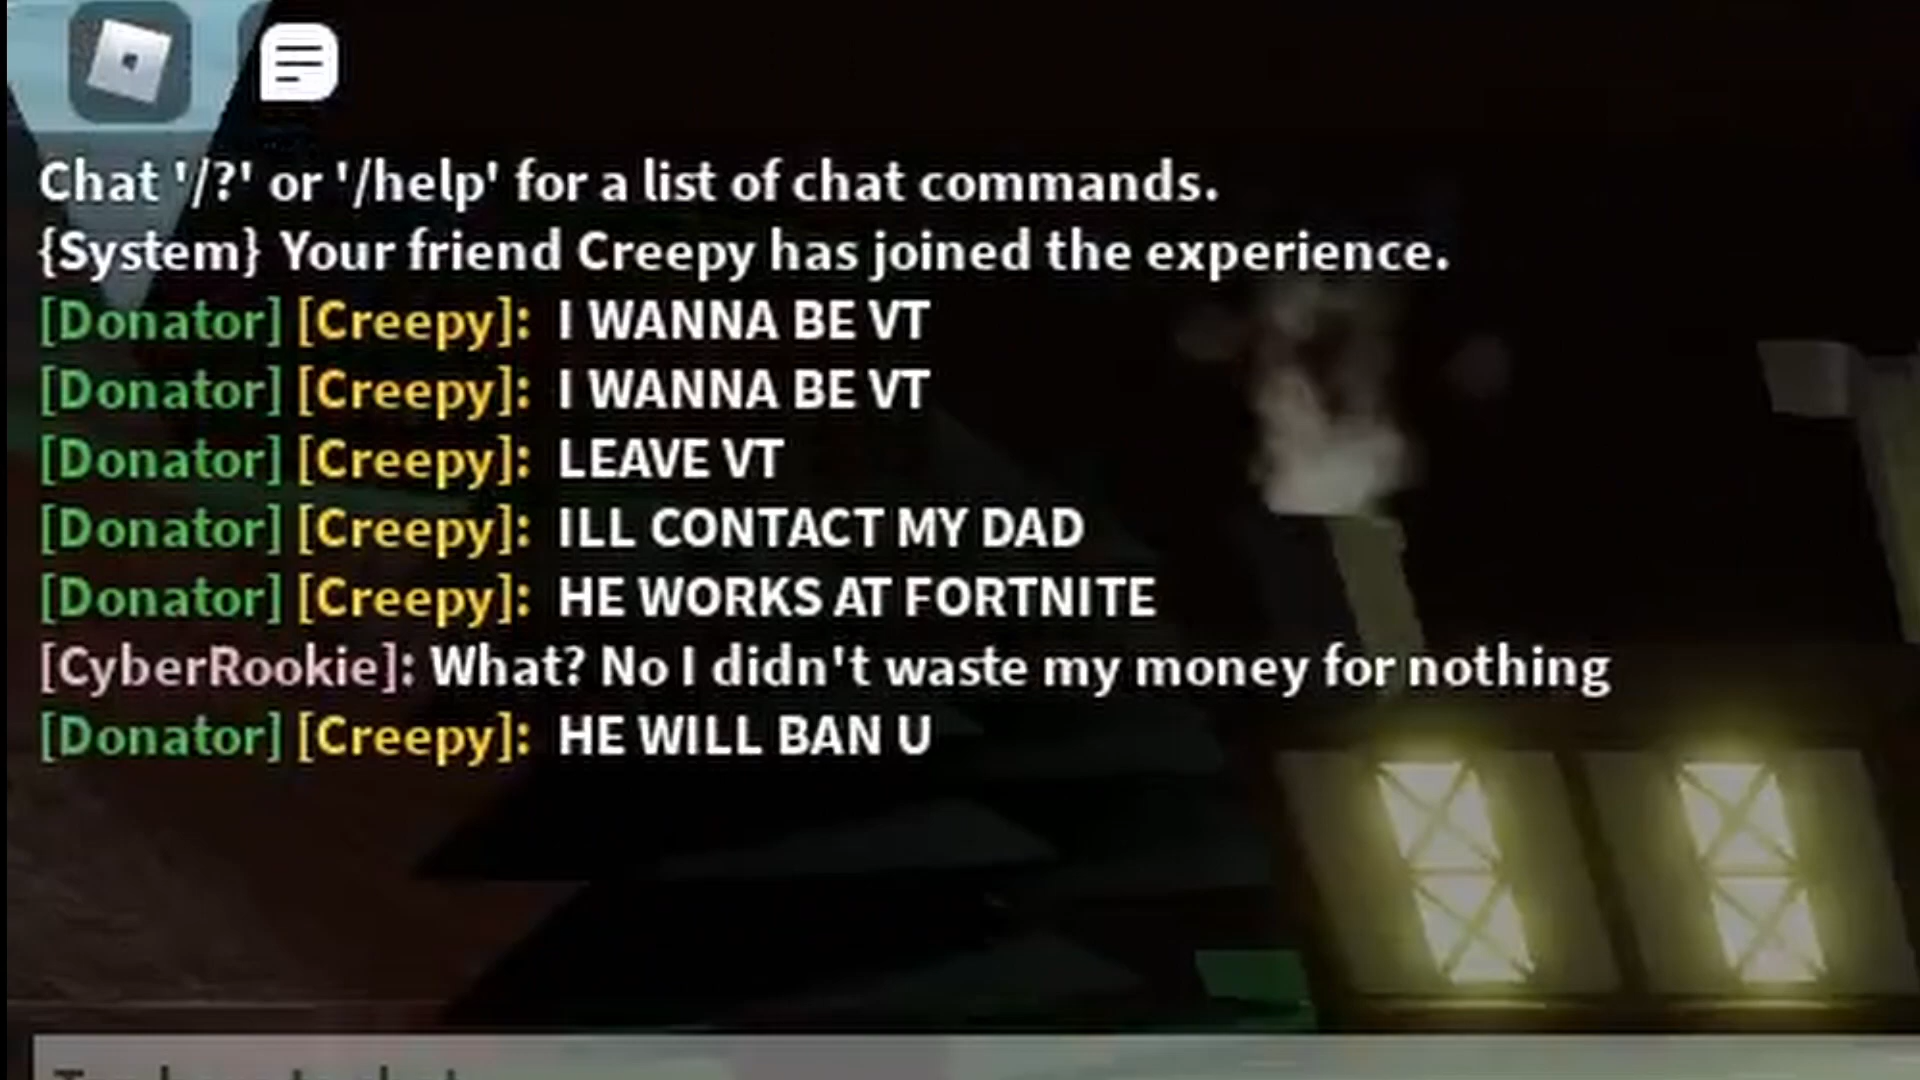 Chat '/?' or '/help' for a list of chat commands.
{System} Your friend Creepy has joined the experience.
[Donator] [Creepy]: I WANNA BE VT
[Donator] [Creepy]: I WANNA BE VT
[Donator] [Creepy]: LEAVE VT
[Donator] [Creepy]: ILL CONTACT MY DAD
[Donator] [Creepy]: HE WORKS AT FORTNITE
[CyberRookie]: What? No I didn't waste my money for nothing
[Donator] [Creepy]: HE WILL BAN U